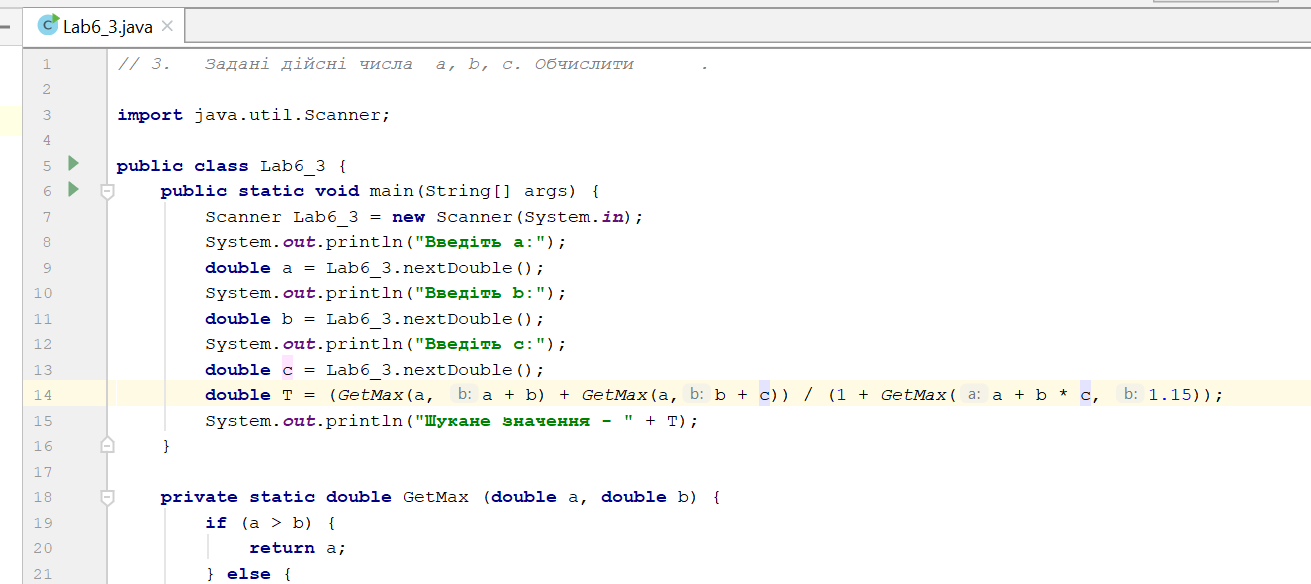 Lab6_3.java
1 // 3. Задані дійсні числа a, b, c. Обчислити .
2
3 import java.util.Scanner;
4
5 public class Lab6_3 {
6 public static void main(String[] args) {
7 Scanner Lab6_3 = new Scanner(System.in);
8 System.out.println("Введіть a:");
9 double a = Lab6_3.nextDouble();
10 System.out.println("Введіть b:");
11 double b = Lab6_3.nextDouble();
12 System.out.println("Введіть c:");
13 double c = Lab6_3.nextDouble();
14 double T = (GetMax(a, b: a + b) + GetMax(a, b: b + c)) / (1 + GetMax( a: a + b * c, b: 1.15));
15 System.out.println("Шукане значення - " + T);
16 }
17
18 private static double GetMax (double a, double b) {
19 if (a > b) {
20 return a;
21 } else {